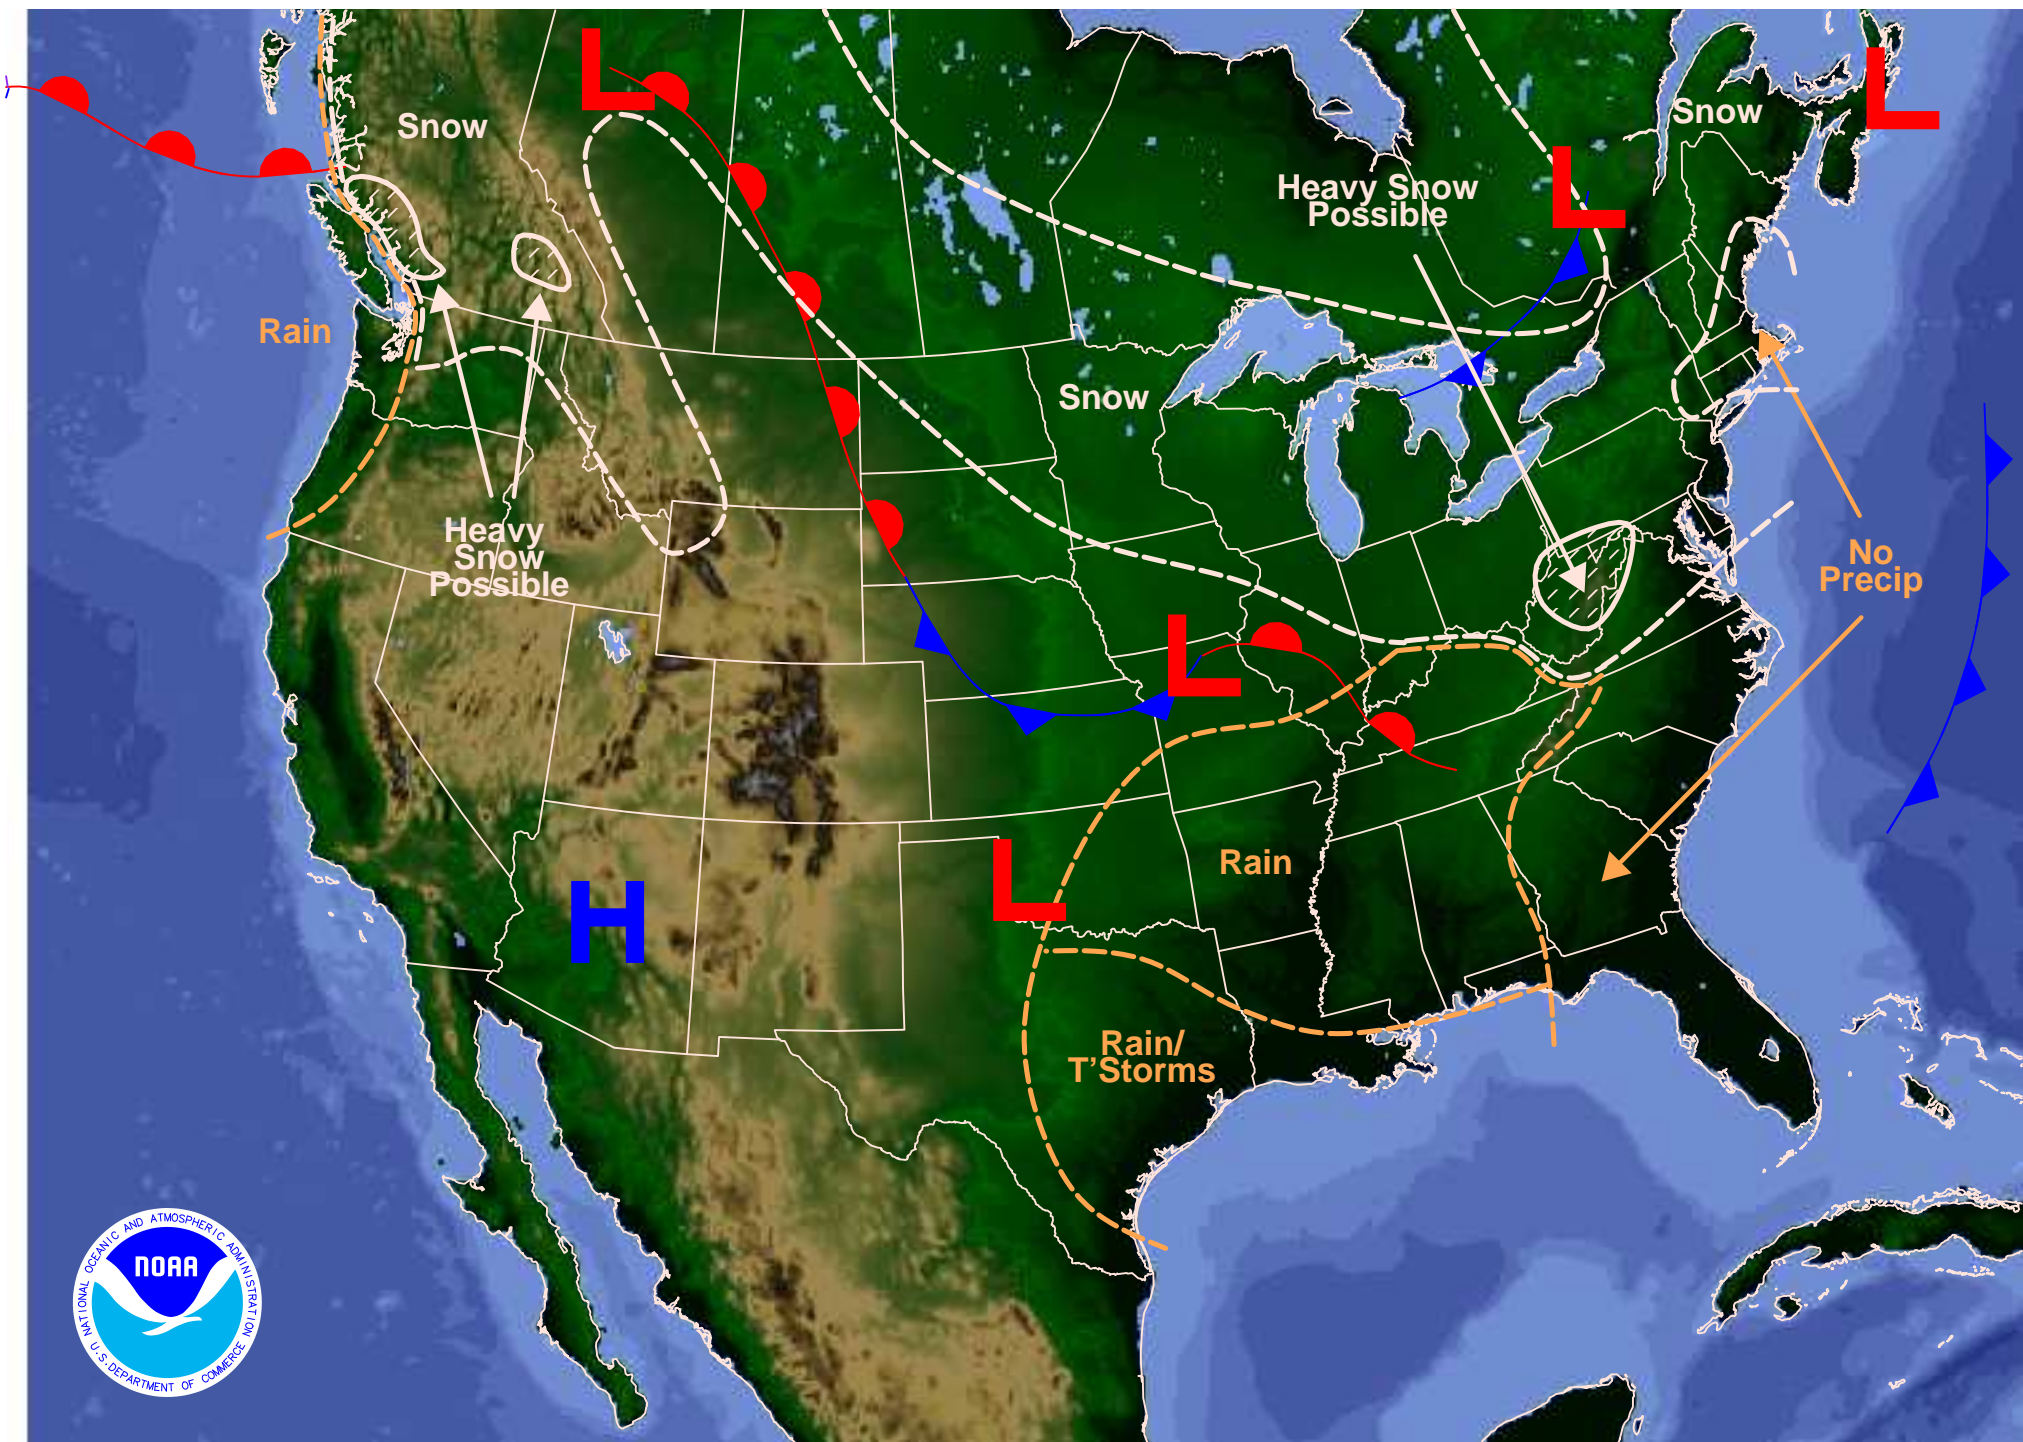 L
L
Snow
Snow
L
Heavy Snow
Possible
Rain
Snow
Heavy
Snow
Possible
No
Precip
L
L
Rain
H
Rain/
T’Storms
NATIONAL OCEANIC AND ATMOSPHERIC ADMINISTRATION
NOAA
U.S. DEPARTMENT OF COMMERCE